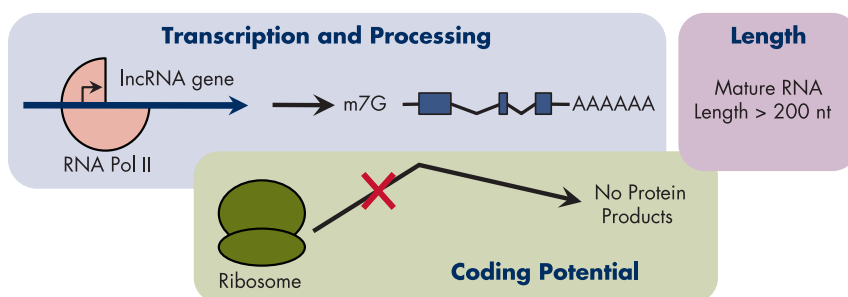 Transcription and Processing
lncRNA gene
m7G
AAAAAA
RNA Pol II
Length
Mature RNA
Length > 200 nt
Ribosome
No Protein
Products
Coding Potential